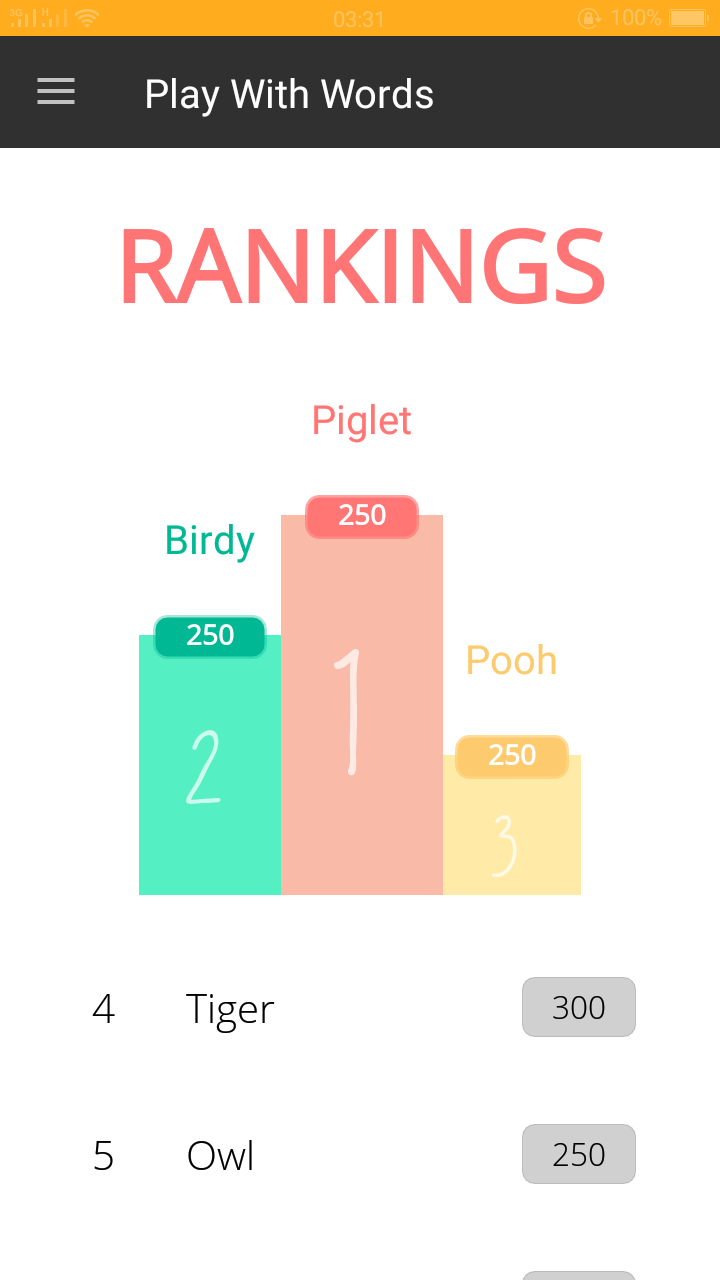 3G H 03:31 100%
Play With Words
RANKINGS
Piglet
250
Birdy
250
1
Pooh
250
2
3
4 Tiger 300
5 Owl 250